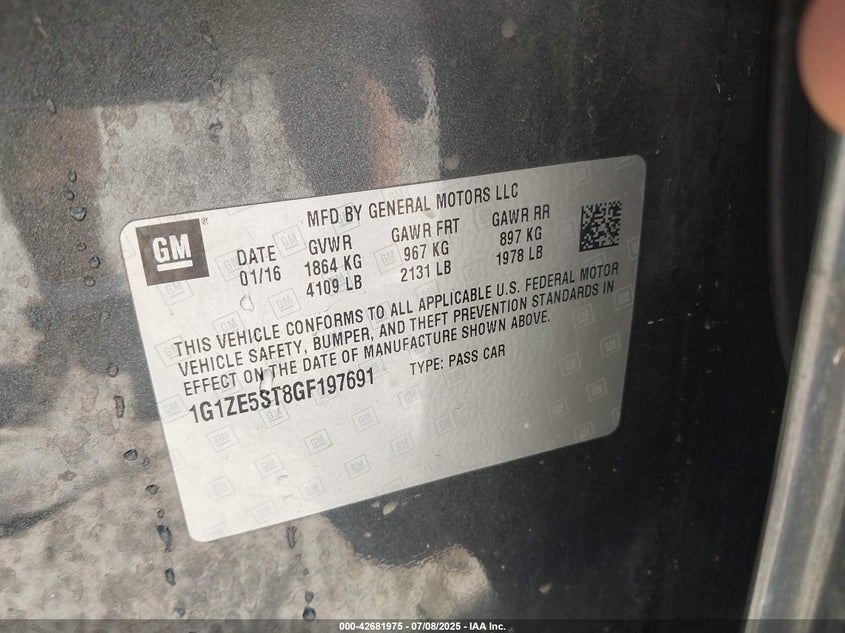 MFD BY GENERAL MOTORS LLC
GM
DATE GVWR GAWR FRT GAWR RR
01/16 1864 KG 967 KG 897 KG
4109 LB 2131 LB 1978 LB
THIS VEHICLE CONFORMS TO ALL APPLICABLE U.S. FEDERAL MOTOR
VEHICLE SAFETY, BUMPER, AND THEFT PREVENTION STANDARDS IN
EFFECT ON THE DATE OF MANUFACTURE SHOWN ABOVE.
1G1ZE5ST8GF197691 TYPE: PASS CAR
000-42681975 - 07/08/2025 - IAA Inc.